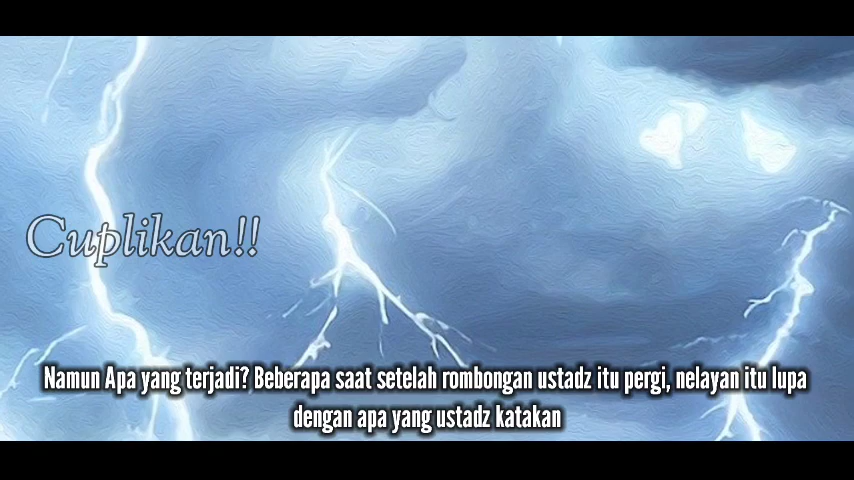 Cuplikan!!
Namun Apa yang terjadi? Beberapa saat setelah rombongan ustadz itu pergi, nelayan itu lupa
dengan apa yang ustadz katakan